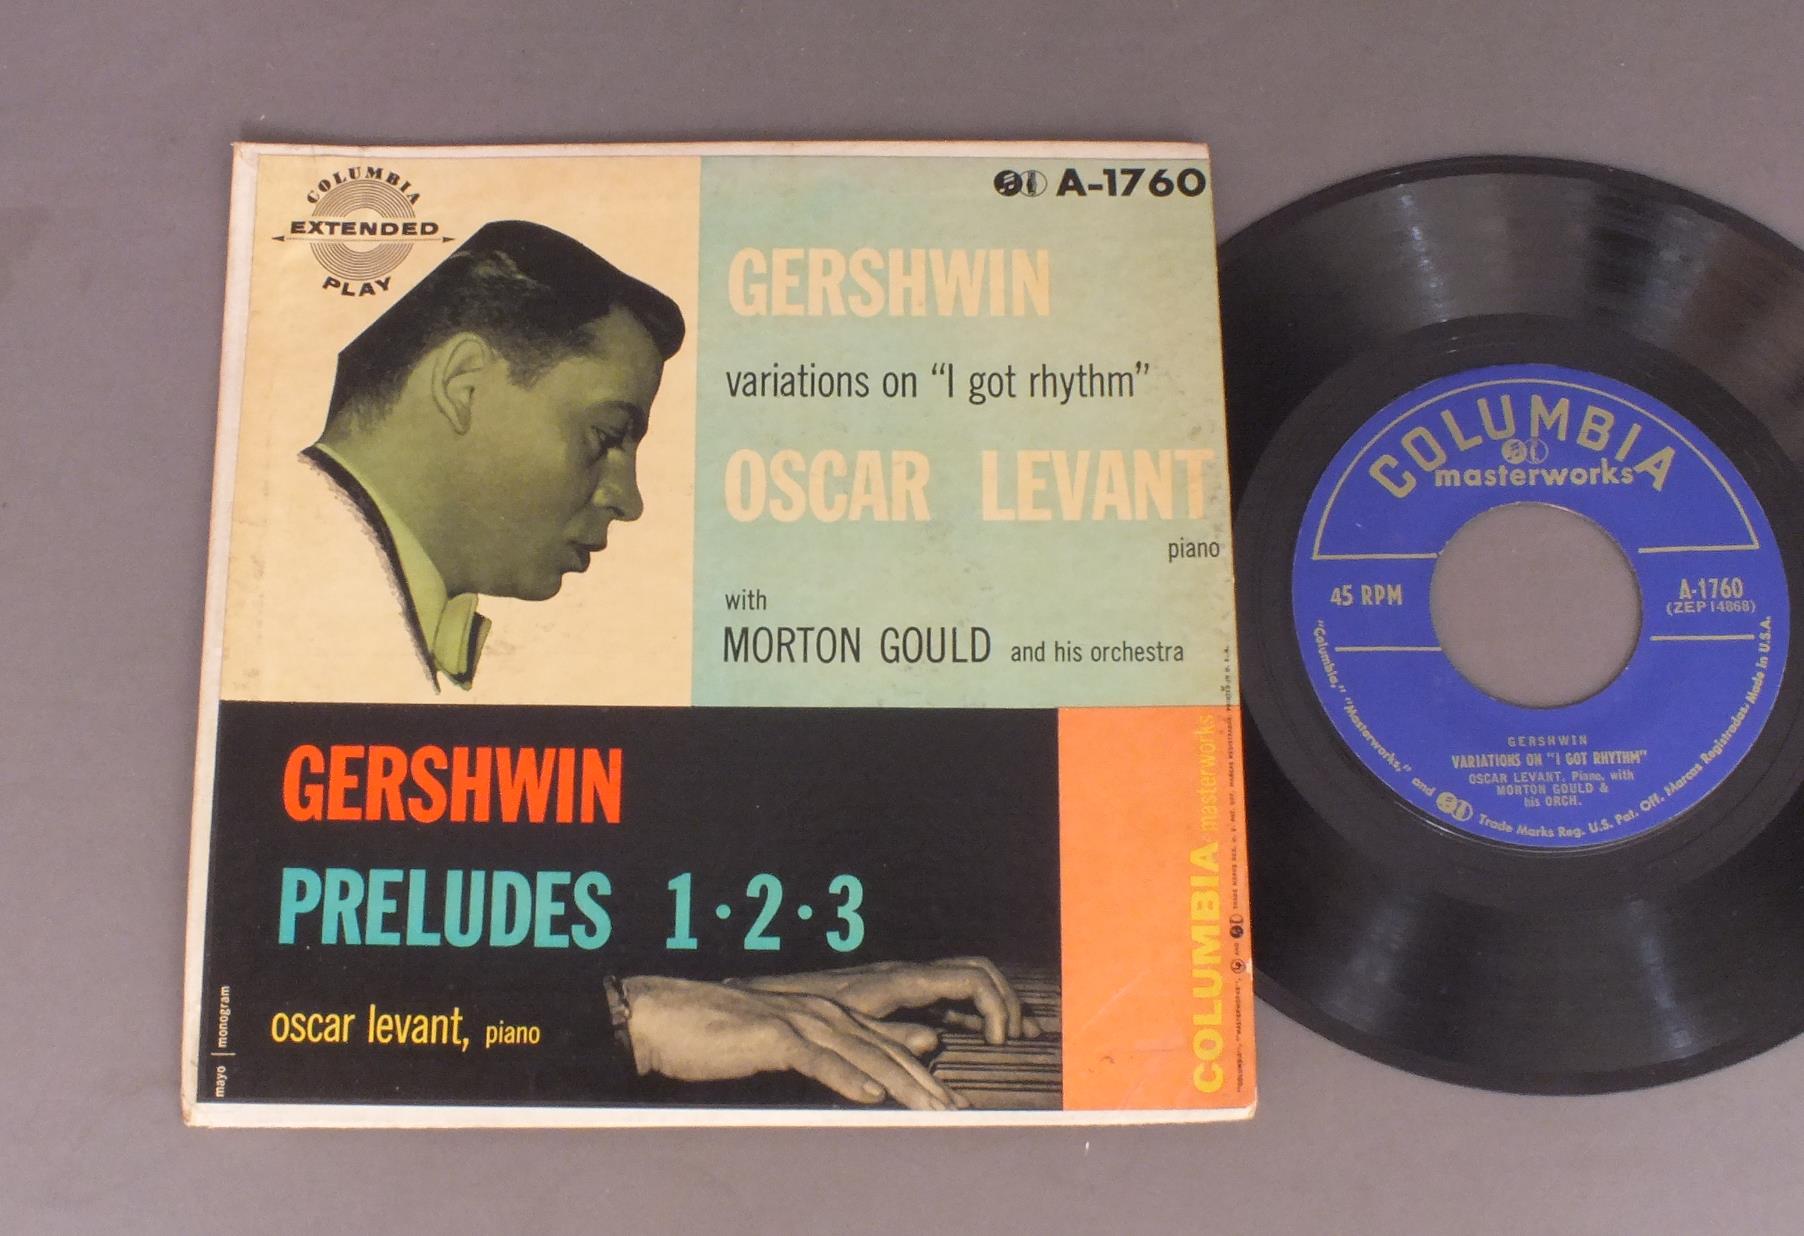 COLUMBIA
EXTENDED
PLAY
A-1760
GERSHWIN
variations on “I got rhythm”
OSCAR LEVANT
piano
with
MORTON GOULD and his orchestra
GERSHWIN
PRELUDES 1·2·3
oscar levant, piano
mayo | monogram
COLUMBIA masterworks
COLUMBIA
masterworks
45 RPM
A-1760
(ZEP 14868)
GERSHWIN
VARIATIONS ON "I GOT RHYTHM"
OSCAR LEVANT, Piano, with
MORTON GOULD &
his ORCH.
"Columbia," "Masterworks," and Trade Marks Reg. U.S. Pat. Off. Marcas Registradas. Made in U.S.A.